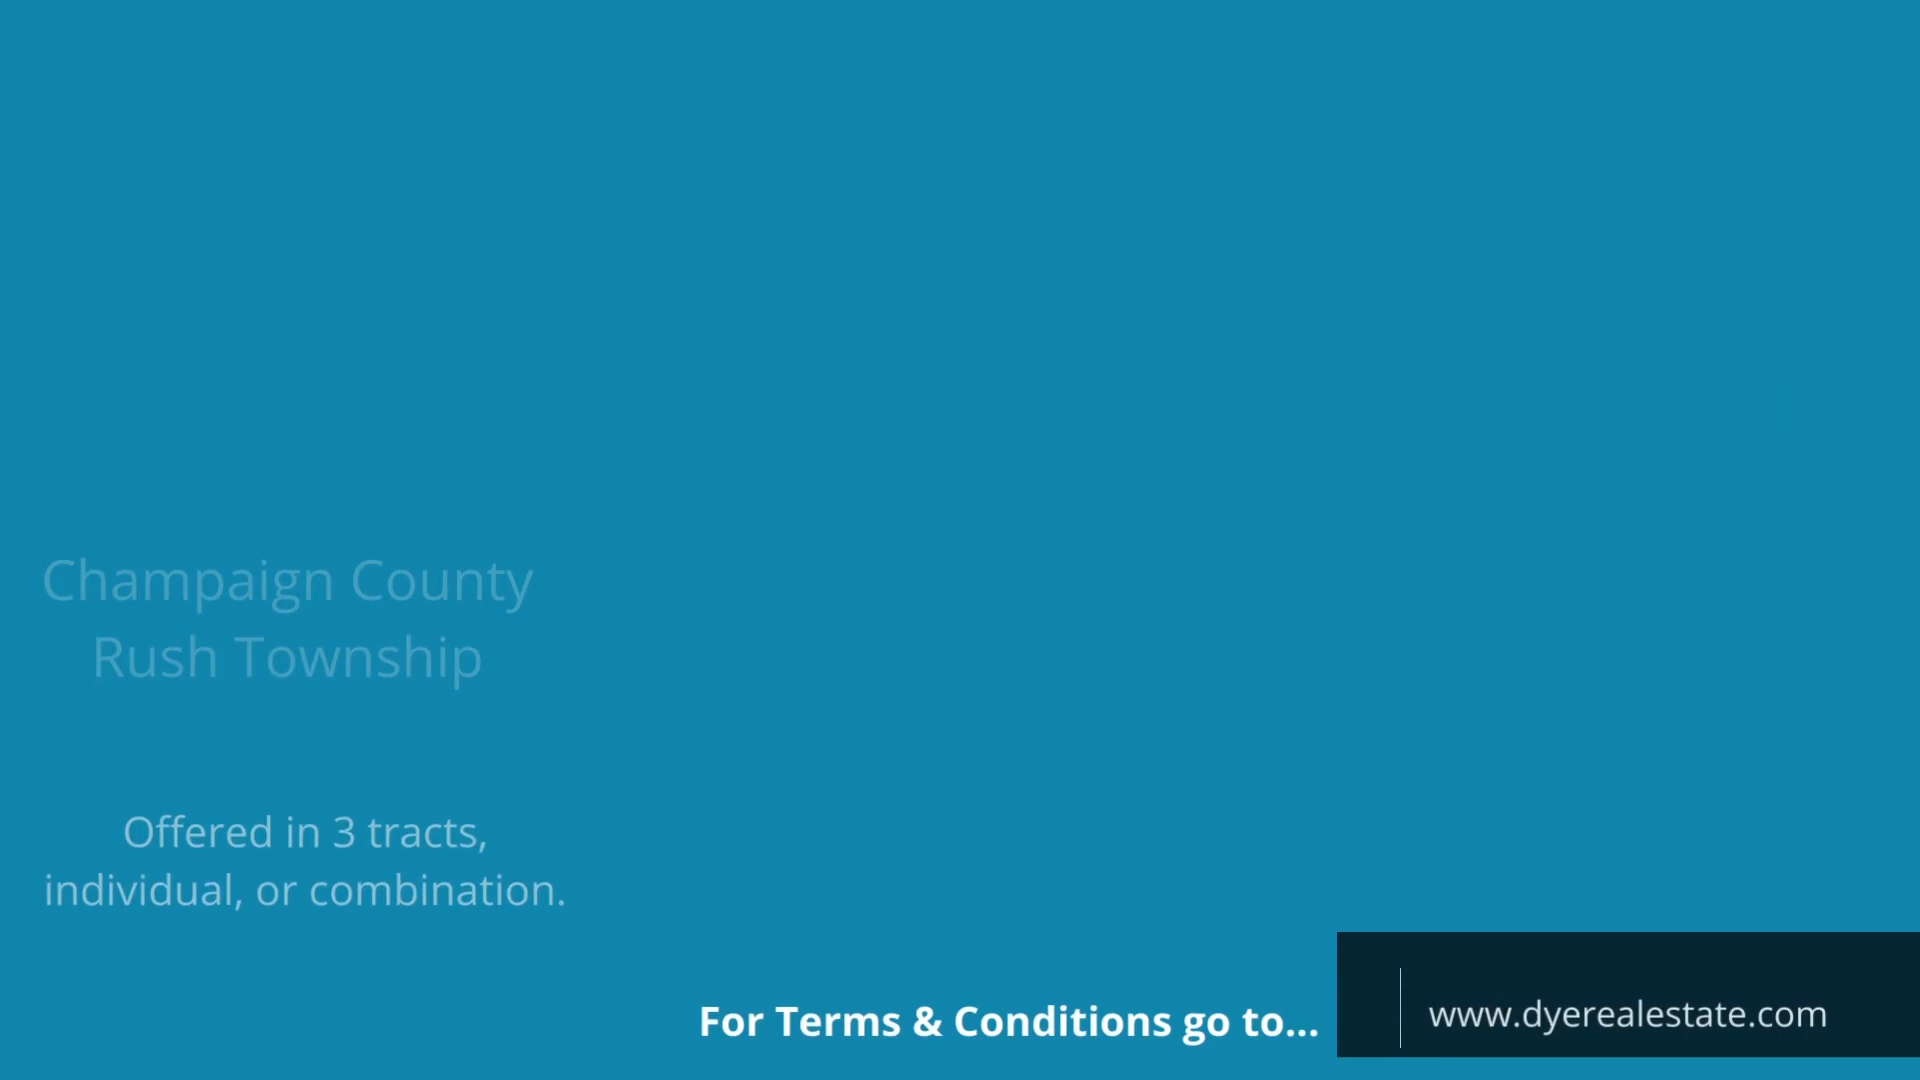 Champaign County
Rush Township
Offered in 3 tracts,
individual, or combination.
For Terms & Conditions go to...
www.dyerealestate.com